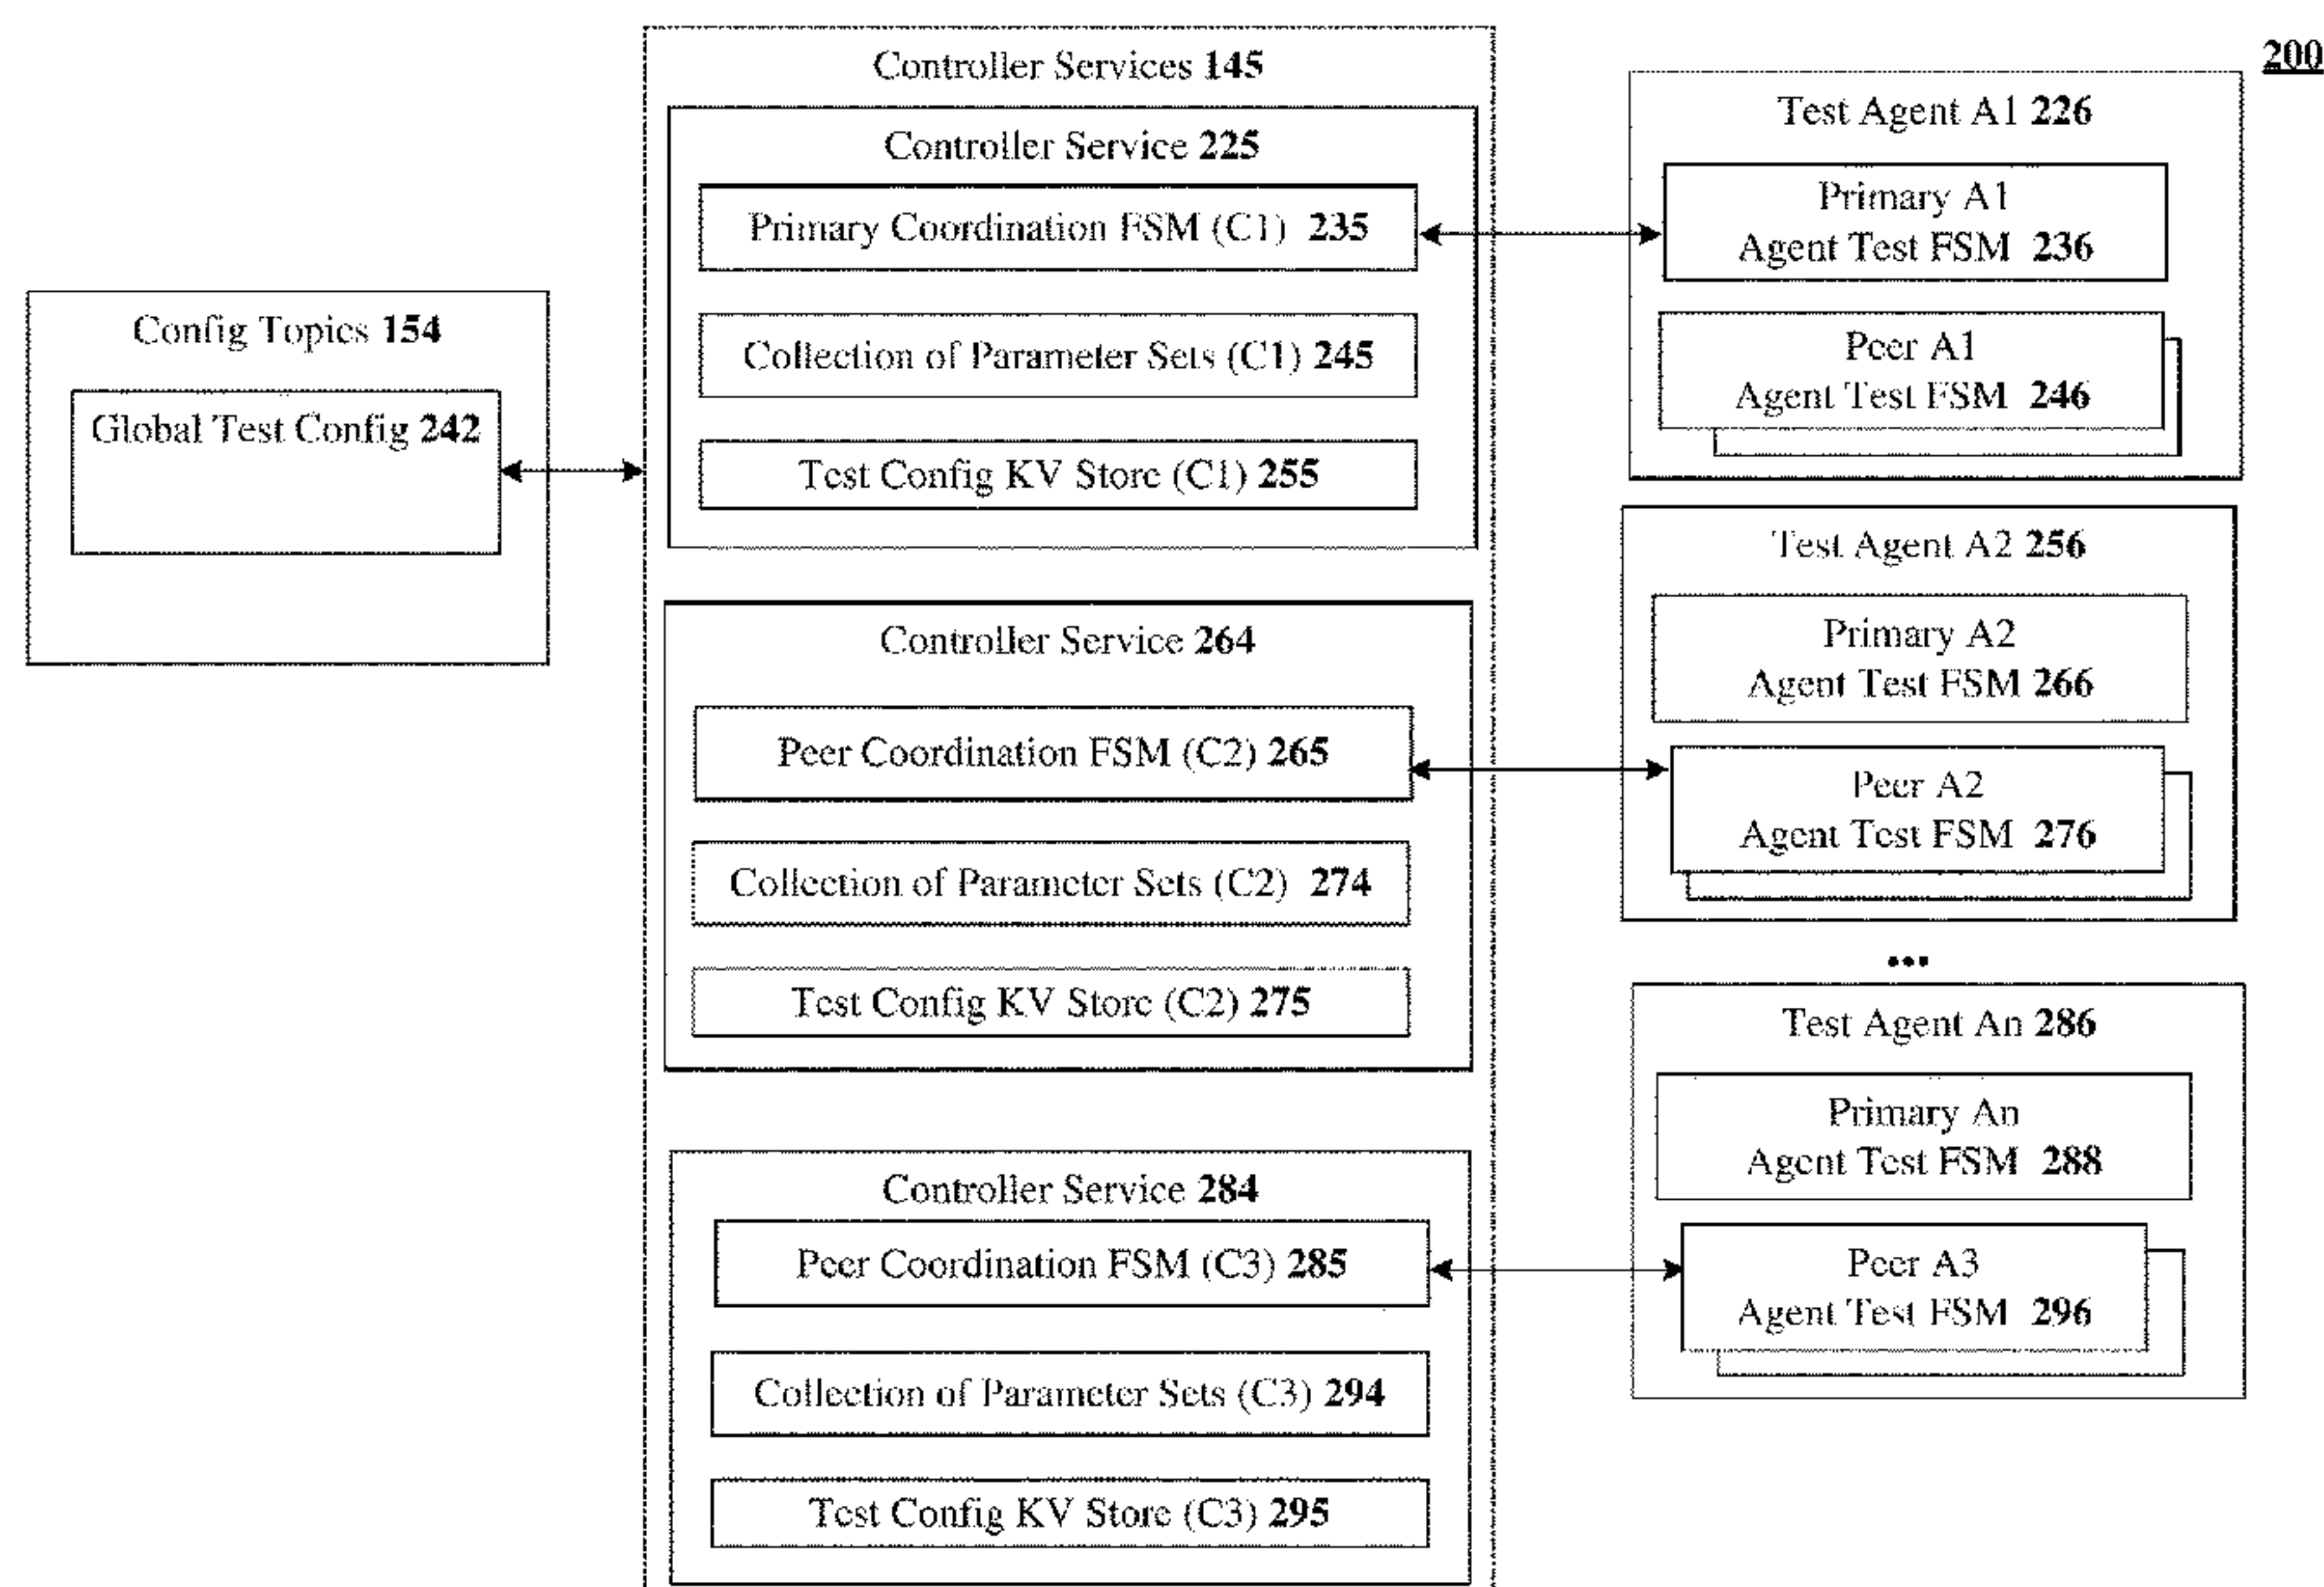 200
Config Topics 154
Global Test Config 242
Controller Services 145
Controller Service 225
Primary Coordination FSM (C1) 235
Collection of Parameter Sets (C1) 245
Test Config KV Store (C1) 255
Controller Service 264
Peer Coordination FSM (C2) 265
Collection of Parameter Sets (C2) 274
Test Config KV Store (C2) 275
Controller Service 284
Peer Coordination FSM (C3) 285
Collection of Parameter Sets (C3) 294
Test Config KV Store (C3) 295
Test Agent A1 226
Primary A1
Agent Test FSM 236
Peer A1
Agent Test FSM 246
Test Agent A2 256
Primary A2
Agent Test FSM 266
Peer A2
Agent Test FSM 276
...
Test Agent An 286
Primary An
Agent Test FSM 288
Peer A3
Agent Test FSM 296